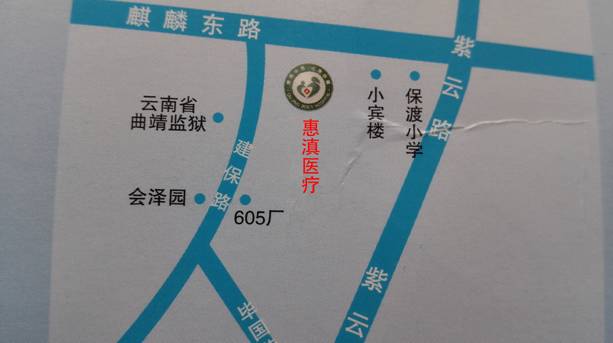 麒麟东路
紫云路
云南省
曲靖监狱
小宾楼
保渡小学
惠滇医疗
建保路
会泽园
605厂
紫云